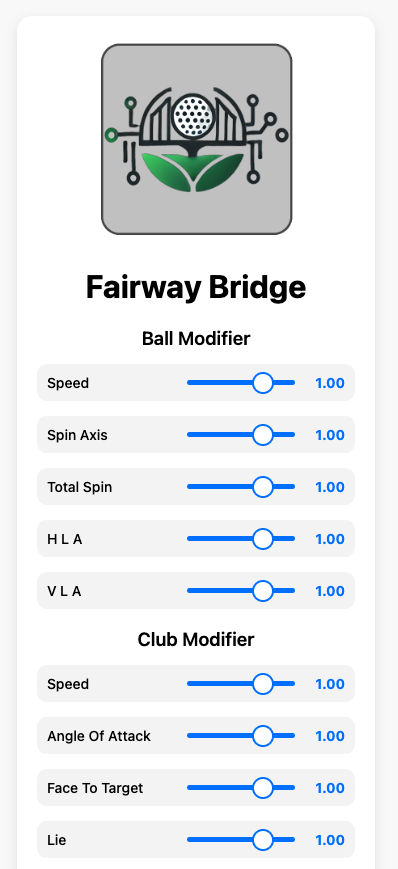 Fairway Bridge
Ball Modifier
Speed 1.00
Spin Axis 1.00
Total Spin 1.00
H L A 1.00
V L A 1.00
Club Modifier
Speed 1.00
Angle Of Attack 1.00
Face To Target 1.00
Lie 1.00